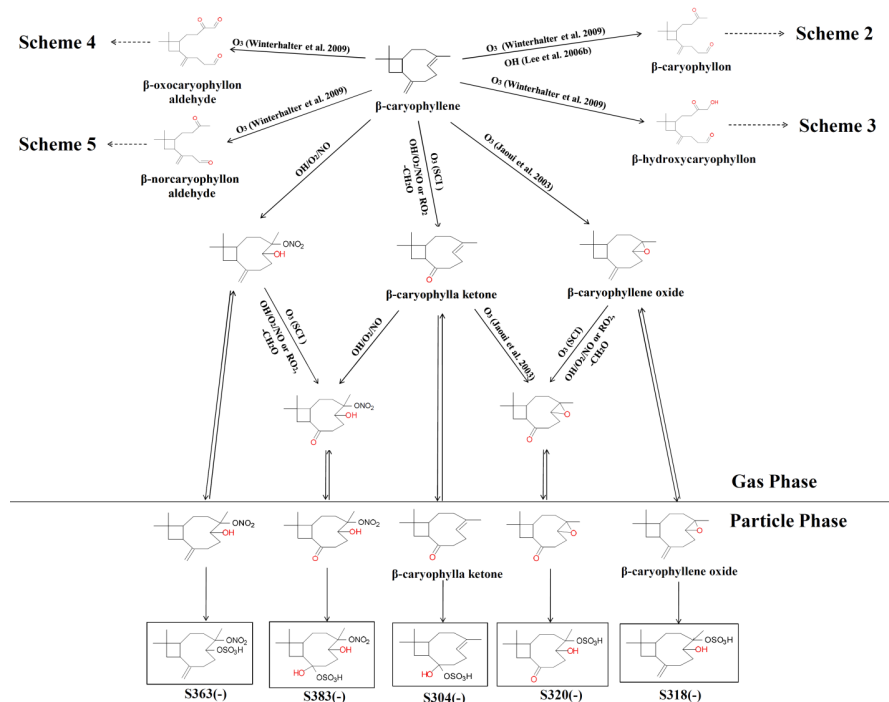 Scheme 4
O₃ (Winterhalter et al. 2009)
O
O
O
β-oxocaryophyllon
aldehyde
β-caryophyllene
O₃ (Winterhalter et al. 2009)
OH (Lee et al. 2006b)
O
O
β-caryophyllon
Scheme 2
Scheme 5
O₃ (Winterhalter et al. 2009)
O
O
β-norcaryophyllon
aldehyde
O₃ (Winterhalter et al. 2009)
O
OH
O
β-hydroxycaryophyllon
Scheme 3
OH/O₂/NO
O₃ (SCI)
OH/O₂/NO or RO₂
-CH₂O
O₃ (Jaoui et al. 2003)
ONO₂
OH
O
β-caryophylla ketone
O
β-caryophyllene oxide
O₃ (SCI)
OH/O₂/NO or RO₂,
-CH₂O
OH/O₂/NO
O₃ (Jaoui et al. 2003)
O₃ (SCI)
OH/O₂/NO or RO₂,
-CH₂O
ONO₂
OH
O
O
O
Gas Phase
Particle Phase
ONO₂
OH
ONO₂
OH
O
O
β-caryophylla ketone
O
O
O
β-caryophyllene oxide
ONO₂
OSO₃H
S363(-)
ONO₂
OH
HO
OSO₃H
S383(-)
HO
OSO₃H
S304(-)
OSO₃H
OH
O
S320(-)
OSO₃H
OH
S318(-)